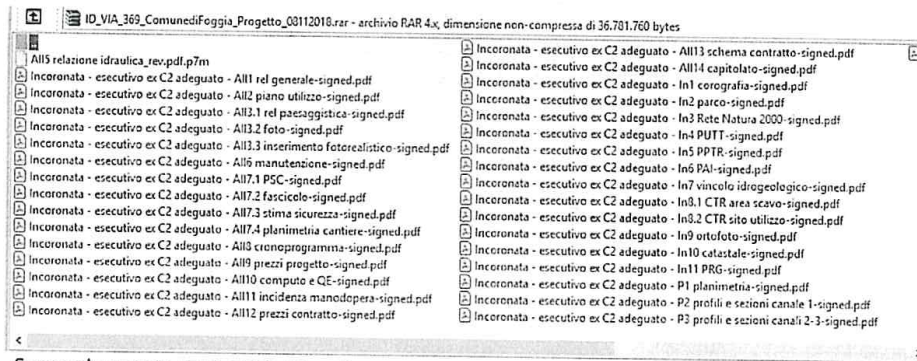 ID_VIA_369_ComunediFoggia_Progetto_08112018.rar - archivio RAR 4.x, dimensione non-compressa di 36.781.760 bytes
All5 relazione idraulica_rev.pdf.p7m
Incoronata - esecutivo ex C2 adeguato - All1 rel generale-signed.pdf
Incoronata - esecutivo ex C2 adeguato - All2 piano utilizzo-signed.pdf
Incoronata - esecutivo ex C2 adeguato - All3.1 rel paesaggistica-signed.pdf
Incoronata - esecutivo ex C2 adeguato - All3.2 foto-signed.pdf
Incoronata - esecutivo ex C2 adeguato - All3.3 inserimento fotorealistico-signed.pdf
Incoronata - esecutivo ex C2 adeguato - All6 manutenzione-signed.pdf
Incoronata - esecutivo ex C2 adeguato - All7.1 PSC-signed.pdf
Incoronata - esecutivo ex C2 adeguato - All7.2 fascicolo-signed.pdf
Incoronata - esecutivo ex C2 adeguato - All7.3 stima sicurezza-signed.pdf
Incoronata - esecutivo ex C2 adeguato - All7.4 planimetria cantiere-signed.pdf
Incoronata - esecutivo ex C2 adeguato - All8 cronoprogramma-signed.pdf
Incoronata - esecutivo ex C2 adeguato - All9 prezzi progetto-signed.pdf
Incoronata - esecutivo ex C2 adeguato - All10 computo e QE-signed.pdf
Incoronata - esecutivo ex C2 adeguato - All11 incidenza manodopera-signed.pdf
Incoronata - esecutivo ex C2 adeguato - All12 prezzi contratto-signed.pdf
Incoronata - esecutivo ex C2 adeguato - All13 schema contratto-signed.pdf
Incoronata - esecutivo ex C2 adeguato - All14 capitolato-signed.pdf
Incoronata - esecutivo ex C2 adeguato - In1 corografia-signed.pdf
Incoronata - esecutivo ex C2 adeguato - In2 parco-signed.pdf
Incoronata - esecutivo ex C2 adeguato - In3 Rete Natura 2000-signed.pdf
Incoronata - esecutivo ex C2 adeguato - In4 PUTT-signed.pdf
Incoronata - esecutivo ex C2 adeguato - In5 PPTR-signed.pdf
Incoronata - esecutivo ex C2 adeguato - In6 PAI-signed.pdf
Incoronata - esecutivo ex C2 adeguato - In7 vincolo idrogeologico-signed.pdf
Incoronata - esecutivo ex C2 adeguato - In8.1 CTR area scavo-signed.pdf
Incoronata - esecutivo ex C2 adeguato - In8.2 CTR sito utilizzo-signed.pdf
Incoronata - esecutivo ex C2 adeguato - In9 ortofoto-signed.pdf
Incoronata - esecutivo ex C2 adeguato - In10 catastale-signed.pdf
Incoronata - esecutivo ex C2 adeguato - In11 PRG-signed.pdf
Incoronata - esecutivo ex C2 adeguato - P1 planimetria-signed.pdf
Incoronata - esecutivo ex C2 adeguato - P2 profili e sezioni canale 1-signed.pdf
Incoronata - esecutivo ex C2 adeguato - P3 profili e sezioni canali 2-3-signed.pdf